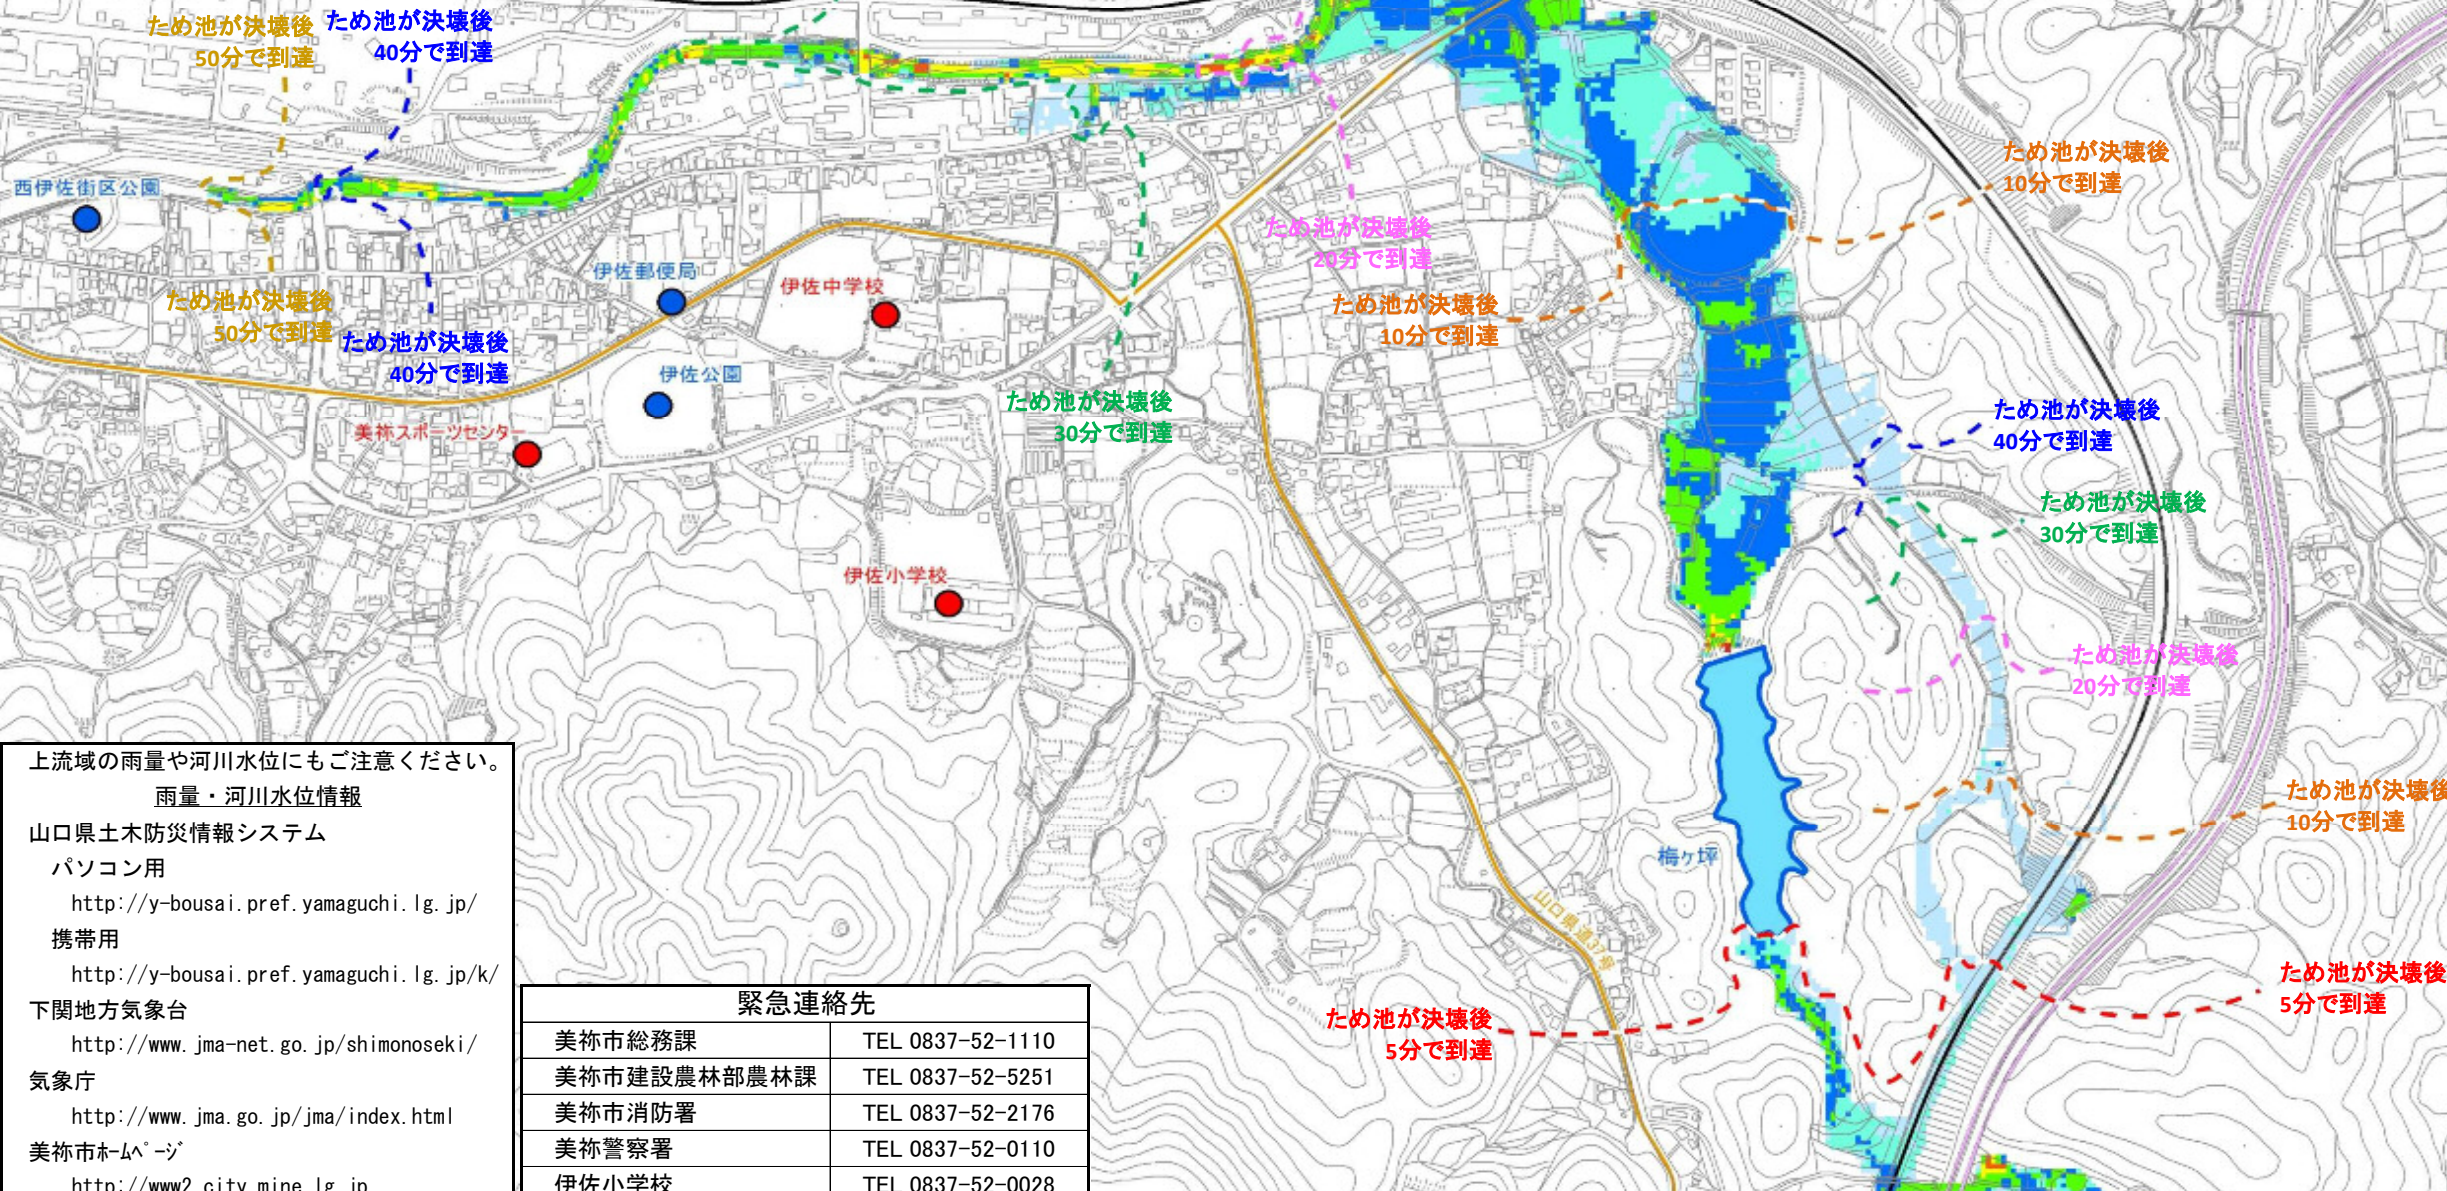 ため池が決壊後
50分で到達
ため池が決壊後
40分で到達
ため池が決壊後
10分で到達
西伊佐街区公園
ため池が決壊後
20分で到達
伊佐郵便局
伊佐中学校
ため池が決壊後
50分で到達
ため池が決壊後
10分で到達
ため池が決壊後
40分で到達
伊佐公園
ため池が決壊後
30分で到達
ため池が決壊後
40分で到達
美祢スポーツセンター
ため池が決壊後
30分で到達
伊佐小学校
ため池が決壊後
20分で到達
ため池が決壊後
10分で到達
梅ヶ坪
山口県道37号
ため池が決壊後
5分で到達
ため池が決壊後
5分で到達
上流域の雨量や河川水位にもご注意ください。
雨量・河川水位情報
山口県土木防災情報システム
パソコン用
http://y-bousai.pref.yamaguchi.lg.jp/
携帯用
http://y-bousai.pref.yamaguchi.lg.jp/k/
下関地方気象台
http://www.jma-net.go.jp/shimonoseki/
気象庁
http://www.jma.go.jp/jma/index.html
美祢市ﾎｰﾑﾍﾟｰｼﾞ
http://www2.city.mine.lg.jp
緊急連絡先
美祢市総務課 TEL 0837-52-1110
美祢市建設農林部農林課 TEL 0837-52-5251
美祢市消防署 TEL 0837-52-2176
美祢警察署 TEL 0837-52-0110
伊佐小学校 TEL 0837-52-0028